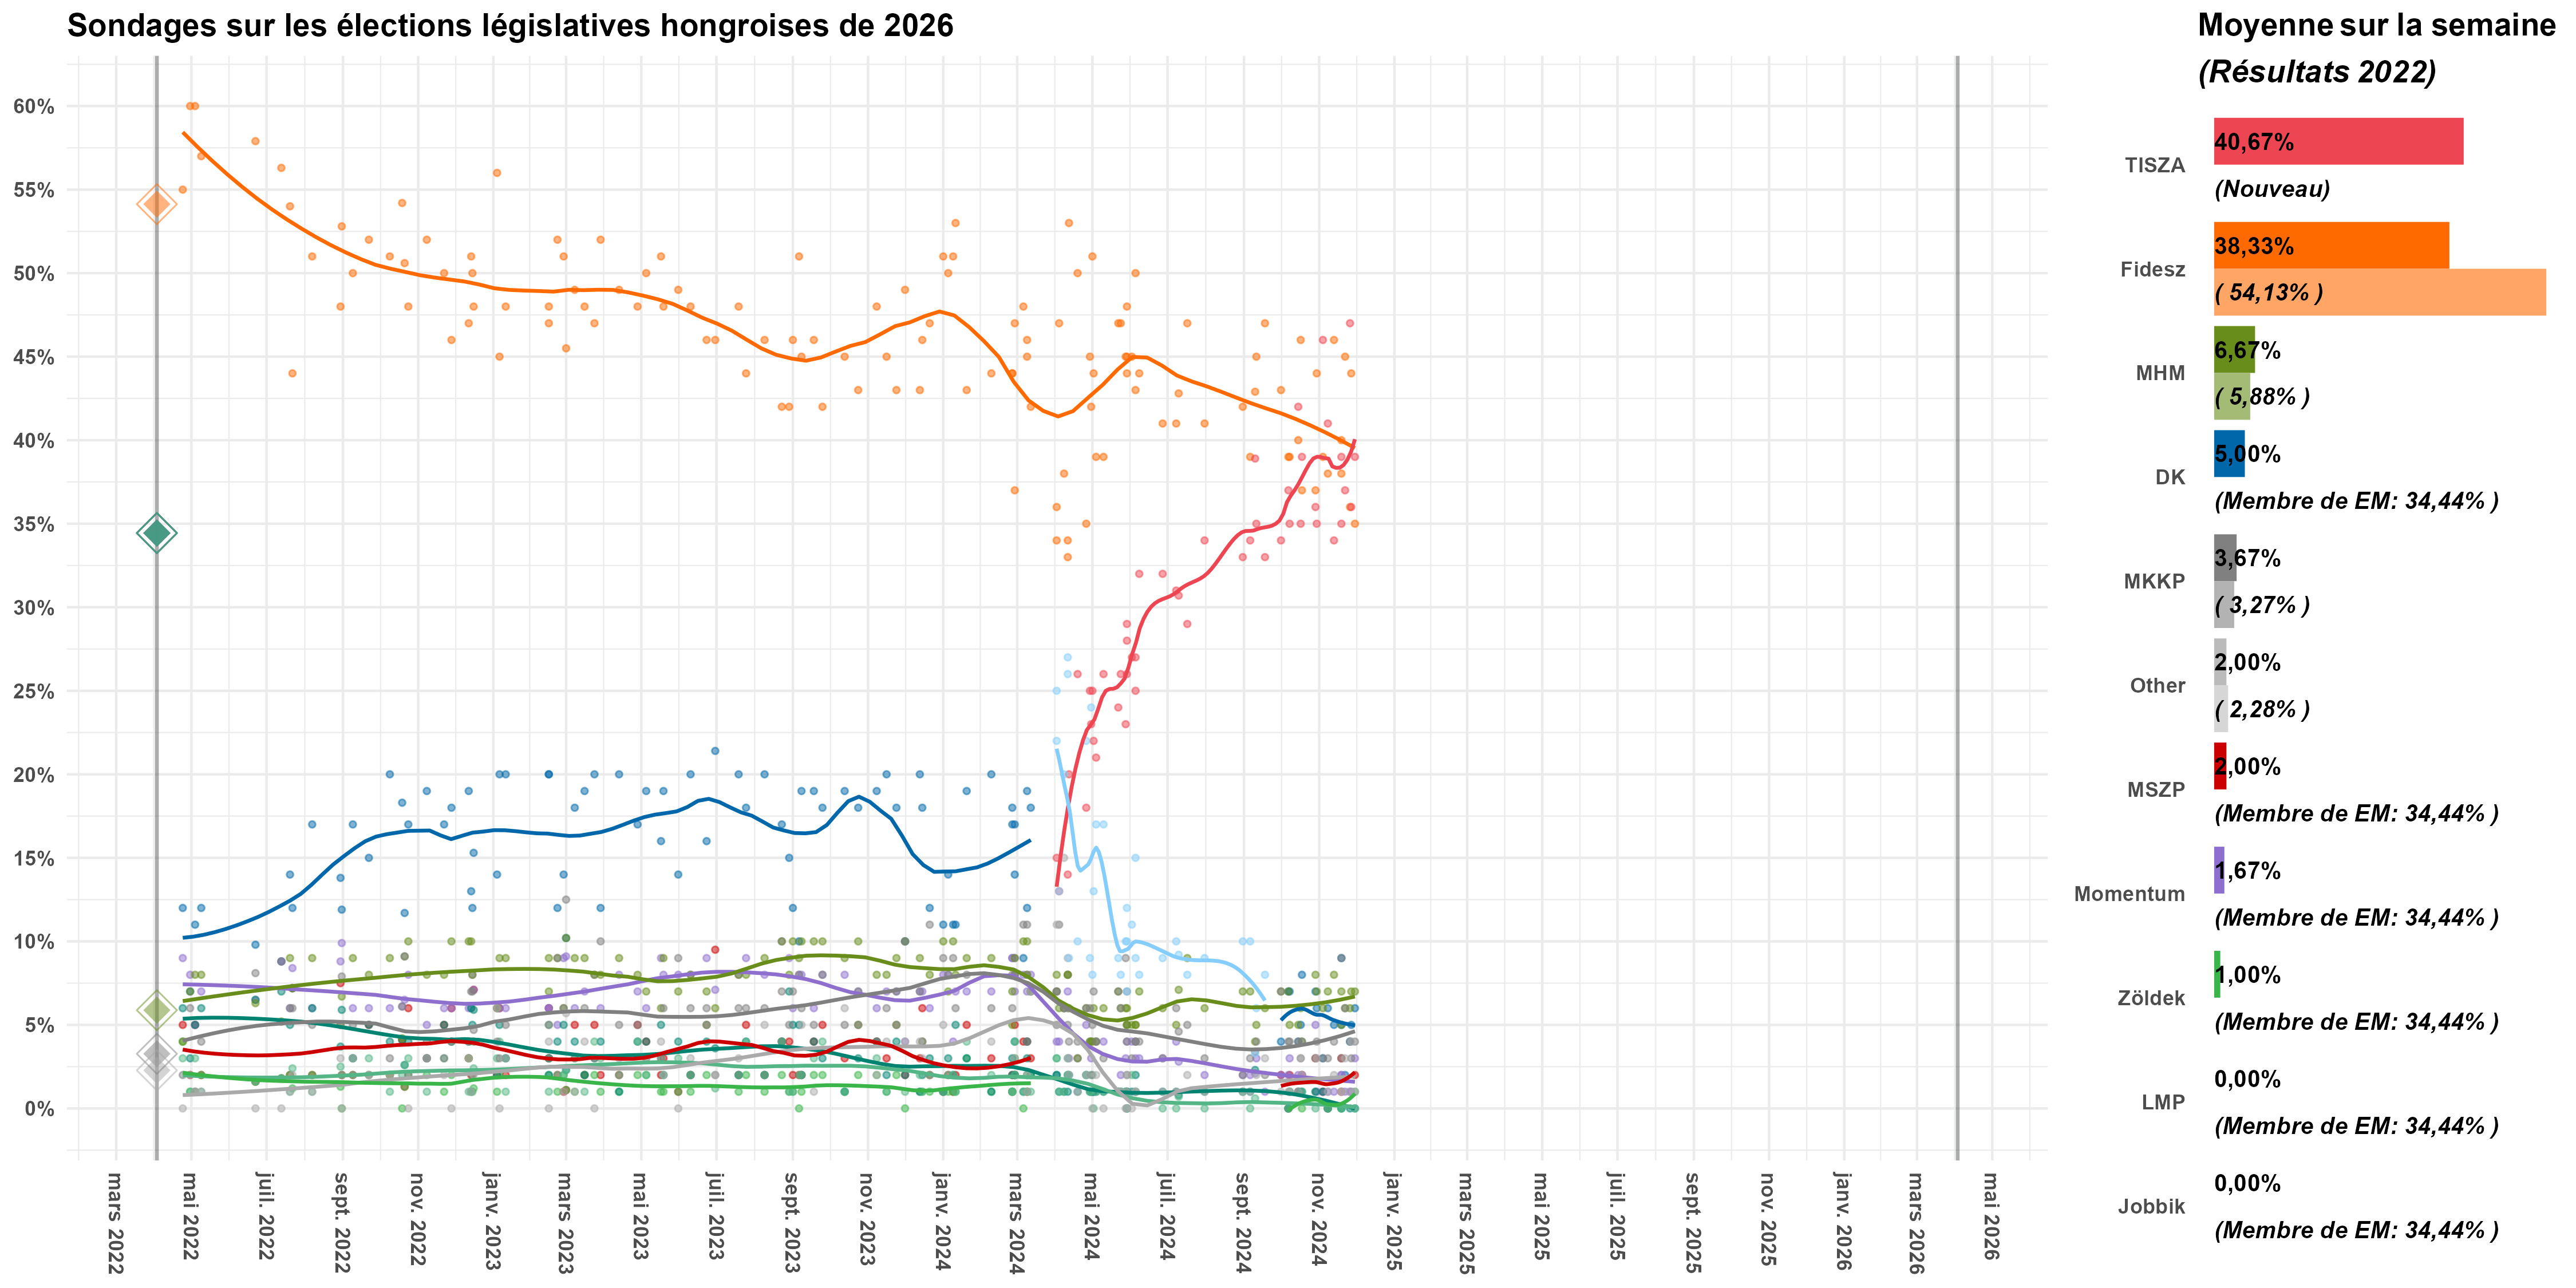 Sondages sur les élections législatives hongroises de 2026
60%
55%
50%
45%
40%
35%
30%
25%
20%
15%
10%
5%
0%
mars 2022
mai 2022
juil. 2022
sept. 2022
nov. 2022
janv. 2023
mars 2023
mai 2023
juil. 2023
sept. 2023
nov. 2023
janv. 2024
mars 2024
mai 2024
juil. 2024
sept. 2024
nov. 2024
janv. 2025
mars 2025
mai 2025
juil. 2025
sept. 2025
nov. 2025
janv. 2026
mars 2026
mai 2026
Moyenne sur la semaine
(Résultats 2022)
TISZA
40,67%
(Nouveau)
Fidesz
38,33%
( 54,13% )
MHM
6,67%
( 5,88% )
DK
5,00%
(Membre de EM: 34,44% )
MKKP
3,67%
( 3,27% )
Other
2,00%
( 2,28% )
MSZP
2,00%
(Membre de EM: 34,44% )
Momentum
1,67%
(Membre de EM: 34,44% )
Zöldek
1,00%
(Membre de EM: 34,44% )
LMP
0,00%
(Membre de EM: 34,44% )
Jobbik
0,00%
(Membre de EM: 34,44% )